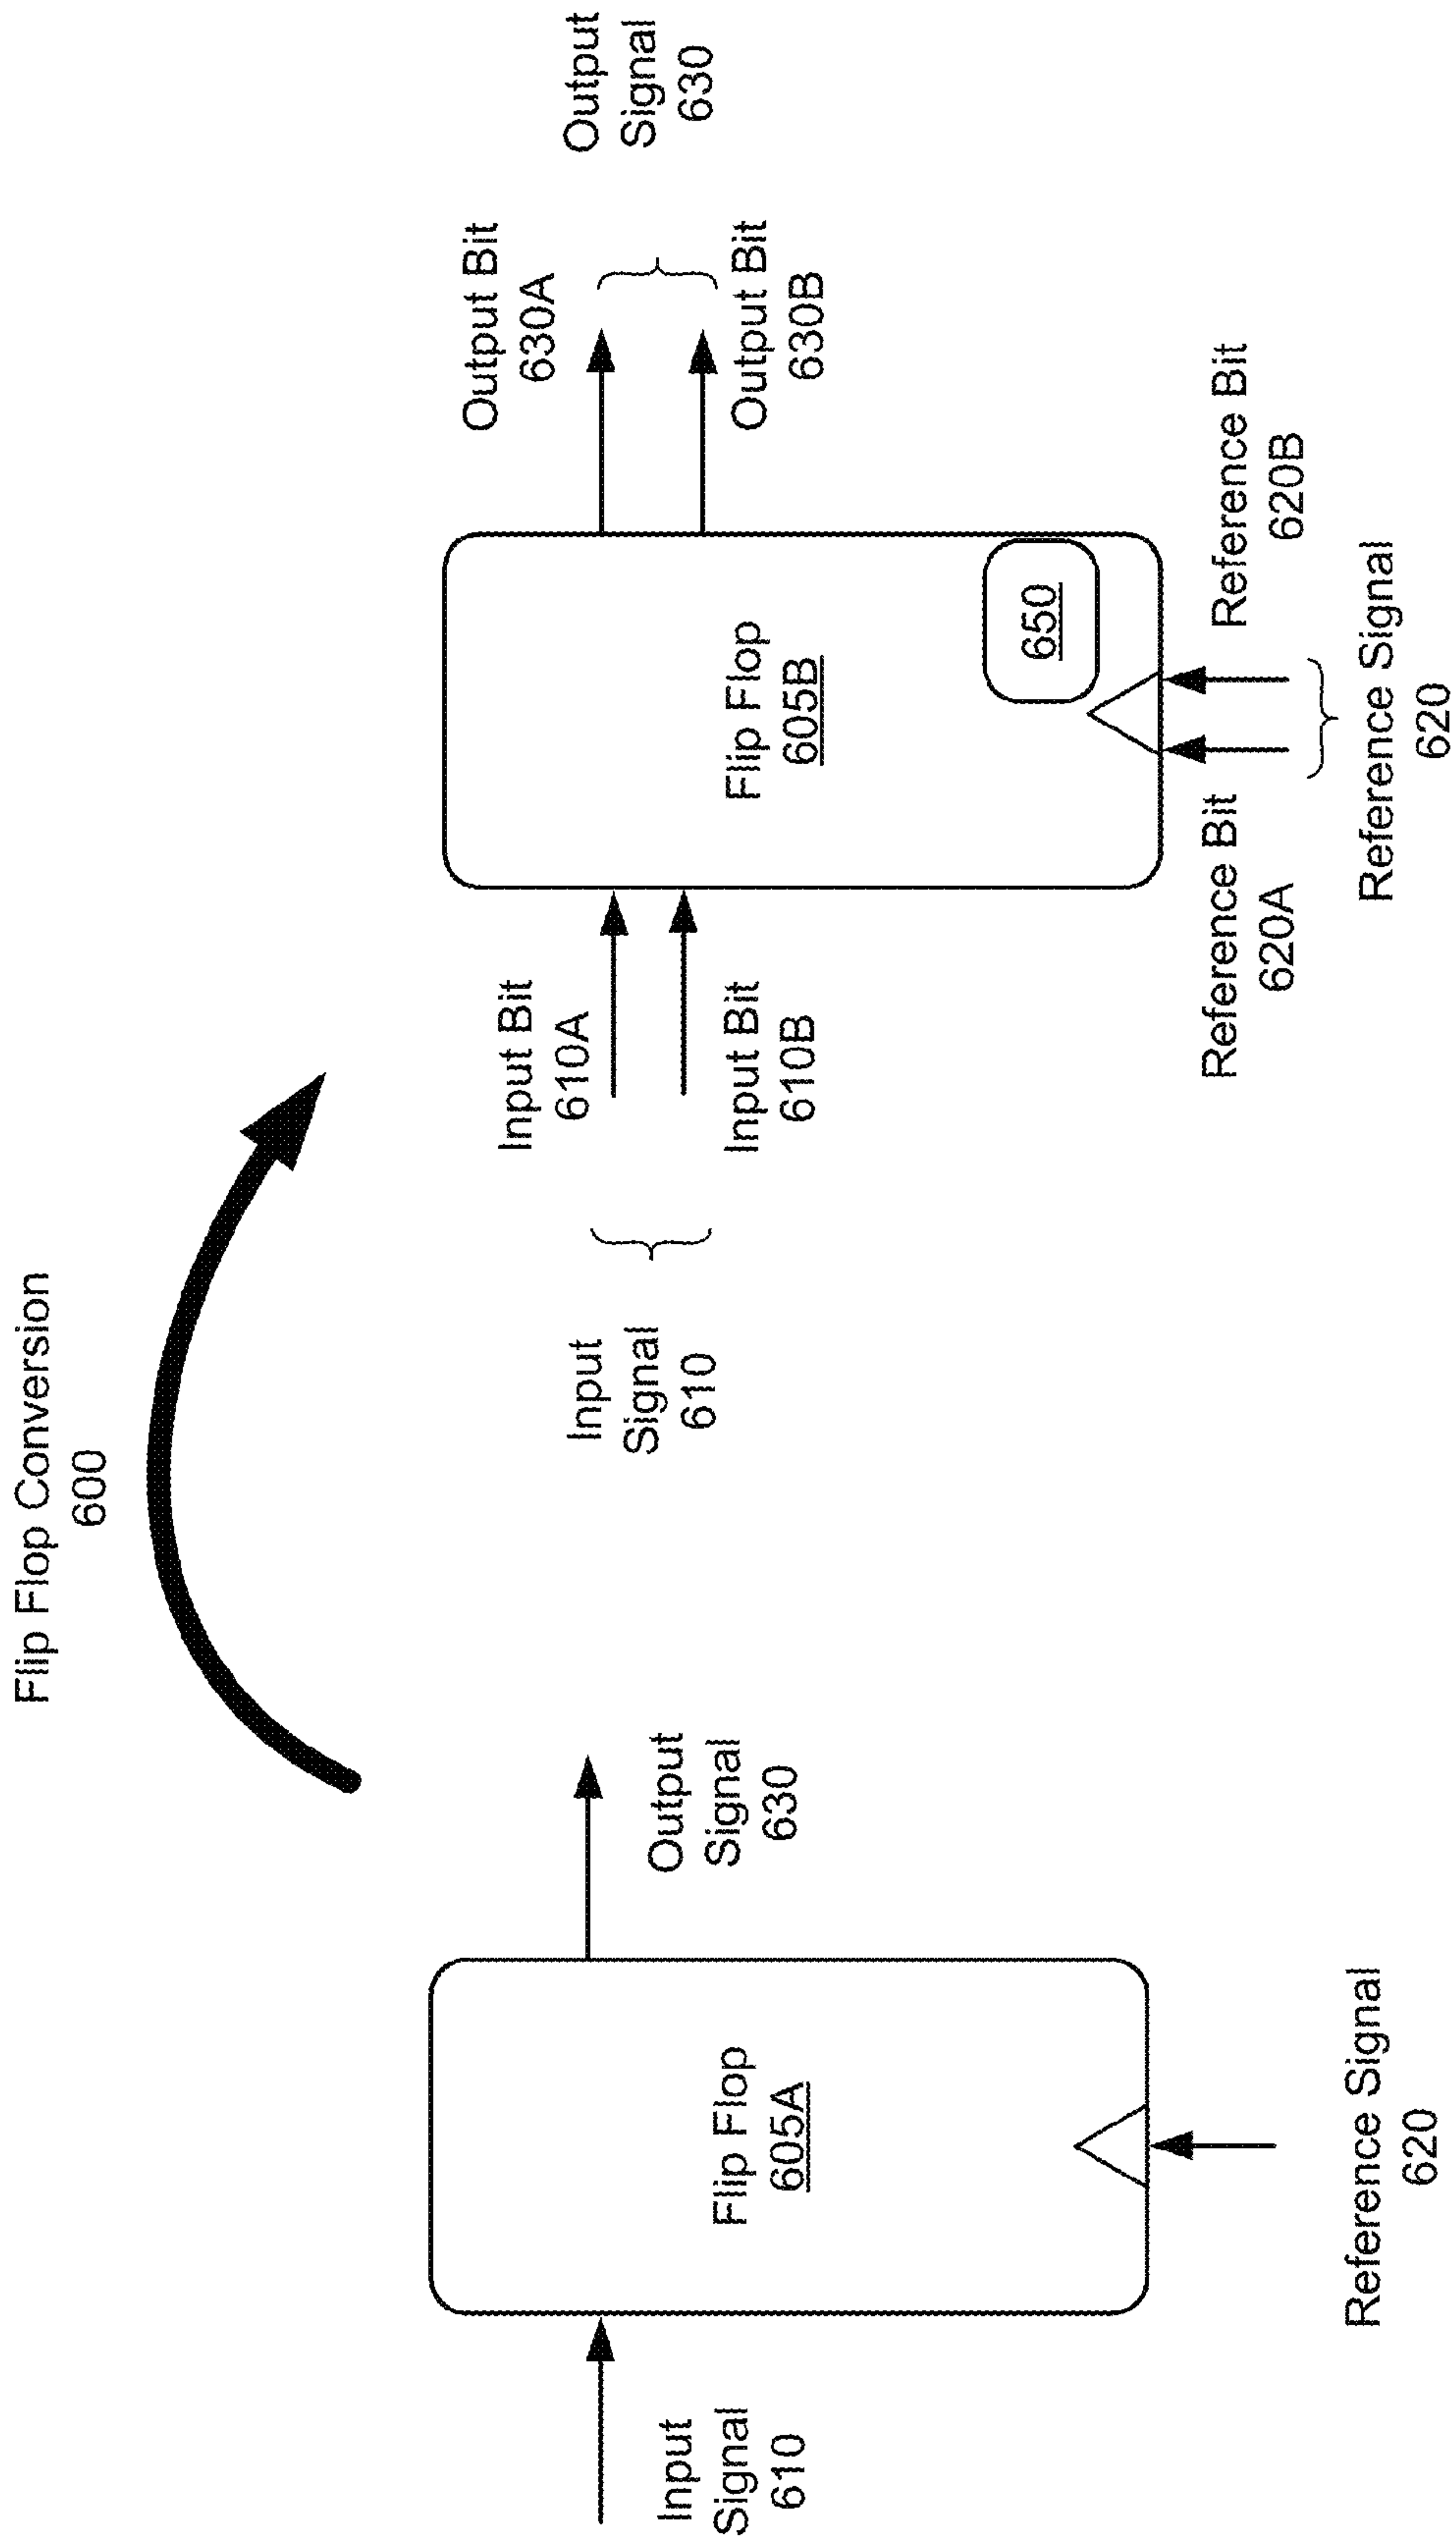 Flip Flop Conversion
600
Input
Signal
610
Flip Flop
605A
Output
Signal
630
Reference Signal
620
Input
Signal
610
Input Bit
610A
Input Bit
610B
Flip Flop
605B
650
Output Bit
630A
Output Bit
630B
Output
Signal
630
Reference Bit
620A
Reference Bit
620B
Reference Signal
620